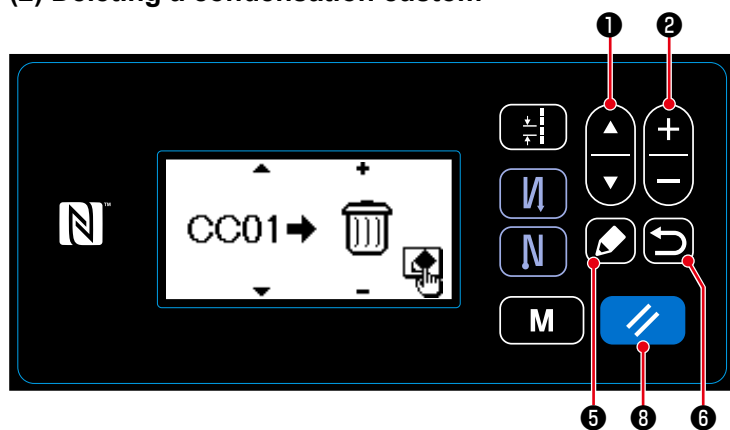 (2) Deleting a condensation custom
❶ ❷
CC01➡
M
❺ ❽ ❻